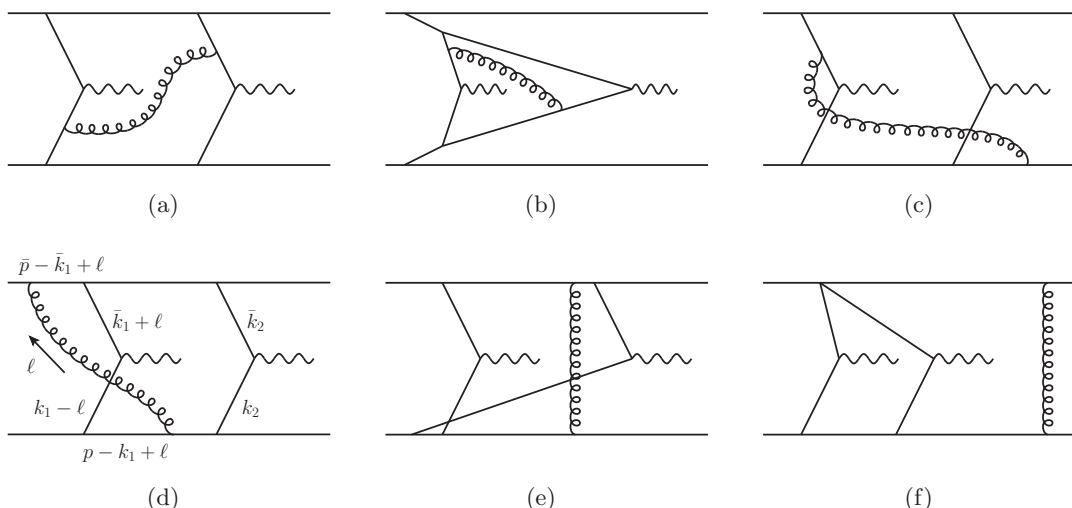 (a)
(b)
(c)
p̄ − k̄₁ + ℓ
k̄₁ + ℓ
k̄₂
ℓ
k₁ − ℓ
k₂
p − k₁ + ℓ
(d)
(e)
(f)